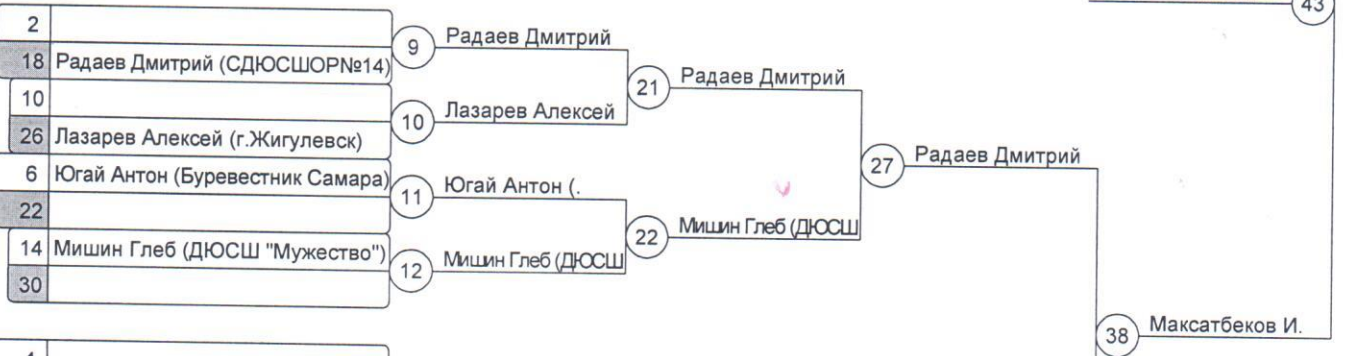 43
2
18 Радаев Дмитрий (СДЮСШОР№14)
9 Радаев Дмитрий
10
26 Лазарев Алексей (г.Жигулевск)
10 Лазарев Алексей
21 Радаев Дмитрий
6 Югай Антон (Буревестник Самара)
22
11 Югай Антон (.
14 Мишин Глеб (ДЮСШ "Мужество")
30
12 Мишин Глеб (ДЮСШ
22 Мишин Глеб (ДЮСШ
27 Радаев Дмитрий
38 Максатбеков И.